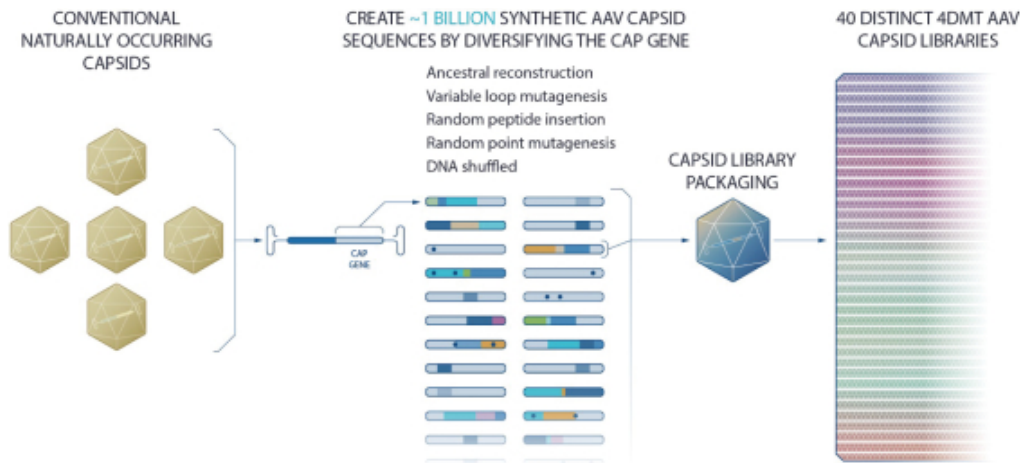 CONVENTIONAL
NATURALLY OCCURRING
CAPSIDS
CREATE ~1 BILLION SYNTHETIC AAV CAPSID
SEQUENCES BY DIVERSIFYING THE CAP GENE
Ancestral reconstruction
Variable loop mutagenesis
Random peptide insertion
Random point mutagenesis
DNA shuffled
CAP
GENE
CAPSID LIBRARY
PACKAGING
40 DISTINCT 4DMT AAV
CAPSID LIBRARIES